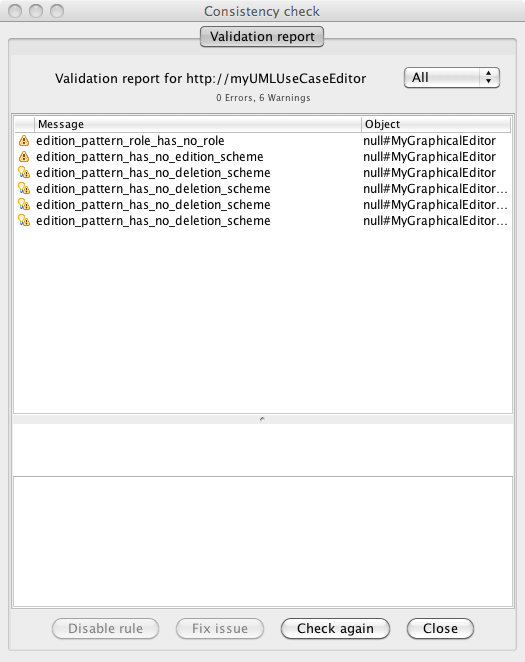 Consistency check
Validation report
Validation report for http://myUMLUseCaseEditor
All
0 Errors, 6 Warnings
Message Object
edition_pattern_role_has_no_role null#MyGraphicalEditor
edition_pattern_has_no_edition_scheme null#MyGraphicalEditor
edition_pattern_has_no_deletion_scheme null#MyGraphicalEditor
edition_pattern_has_no_deletion_scheme null#MyGraphicalEditor...
edition_pattern_has_no_deletion_scheme null#MyGraphicalEditor...
edition_pattern_has_no_deletion_scheme null#MyGraphicalEditor...
Disable rule Fix issue Check again Close